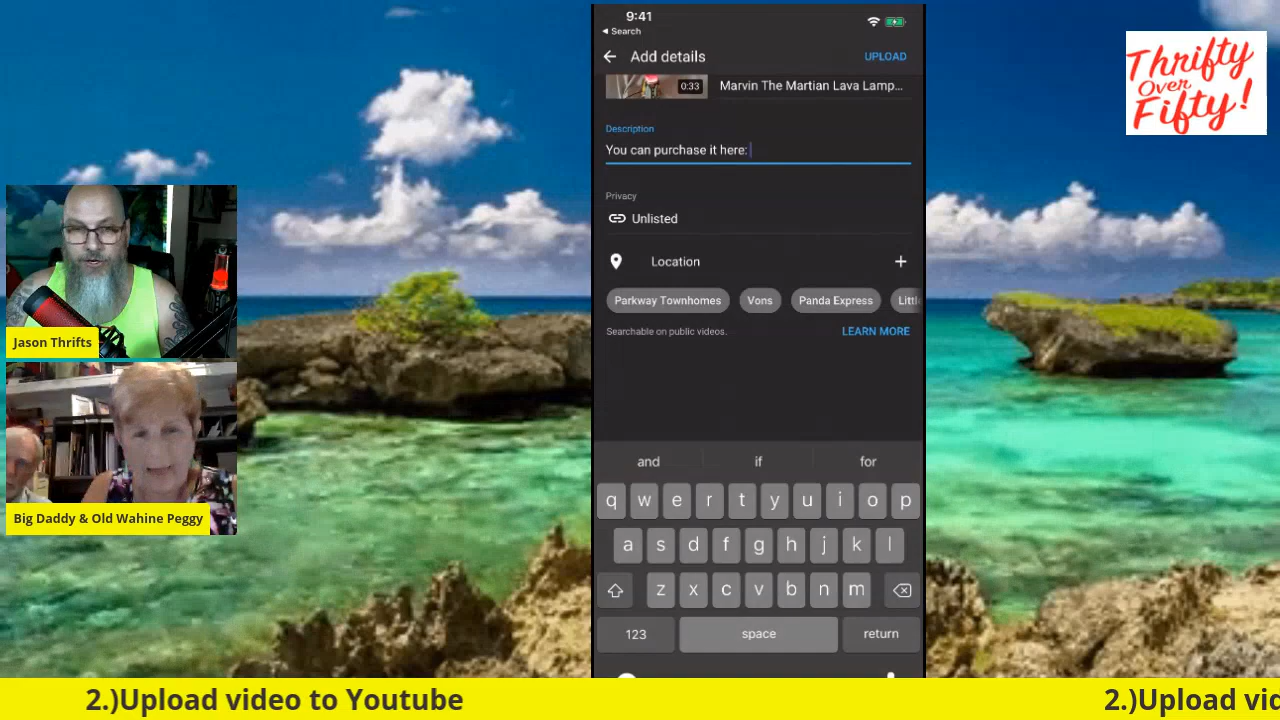 9:41
Search
Add details
UPLOAD
0:33
Marvin The Martian Lava Lamp...
Description
You can purchase it here:
Privacy
Unlisted
Location
+
Parkway Townhomes
Vons
Panda Express
Littl
Searchable on public videos.
LEARN MORE
and
if
for
q w e r t y u i o p
a s d f g h j k l
z x c v b n m
123
space
return
Thrifty
Over
Fifty!
Jason Thrifts
Big Daddy & Old Wahine Peggy
2.)Upload video to Youtube
2.)Upload vid